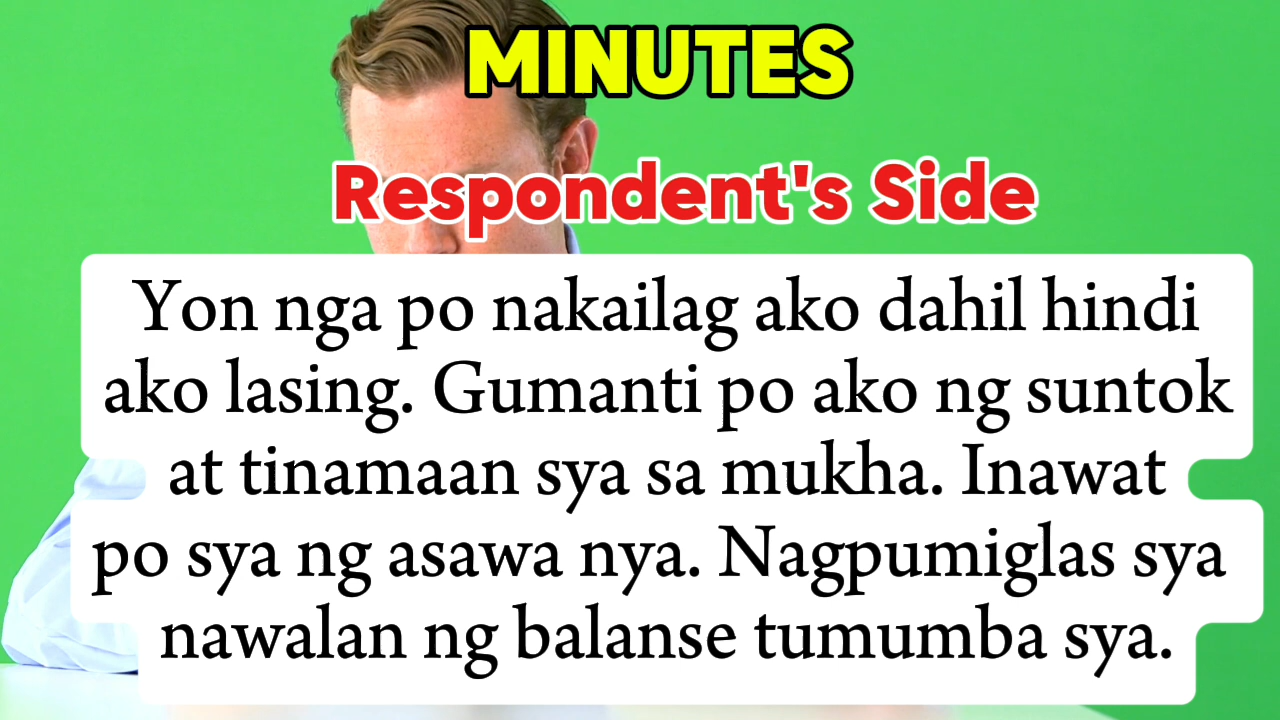 MINUTES
Respondent's Side
Yon nga po nakailag ako dahil hindi
ako lasing. Gumanti po ako ng suntok
at tinamaan sya sa mukha. Inawat
po sya ng asawa nya. Nagpumiglas sya
nawalan ng balanse tumumba sya.